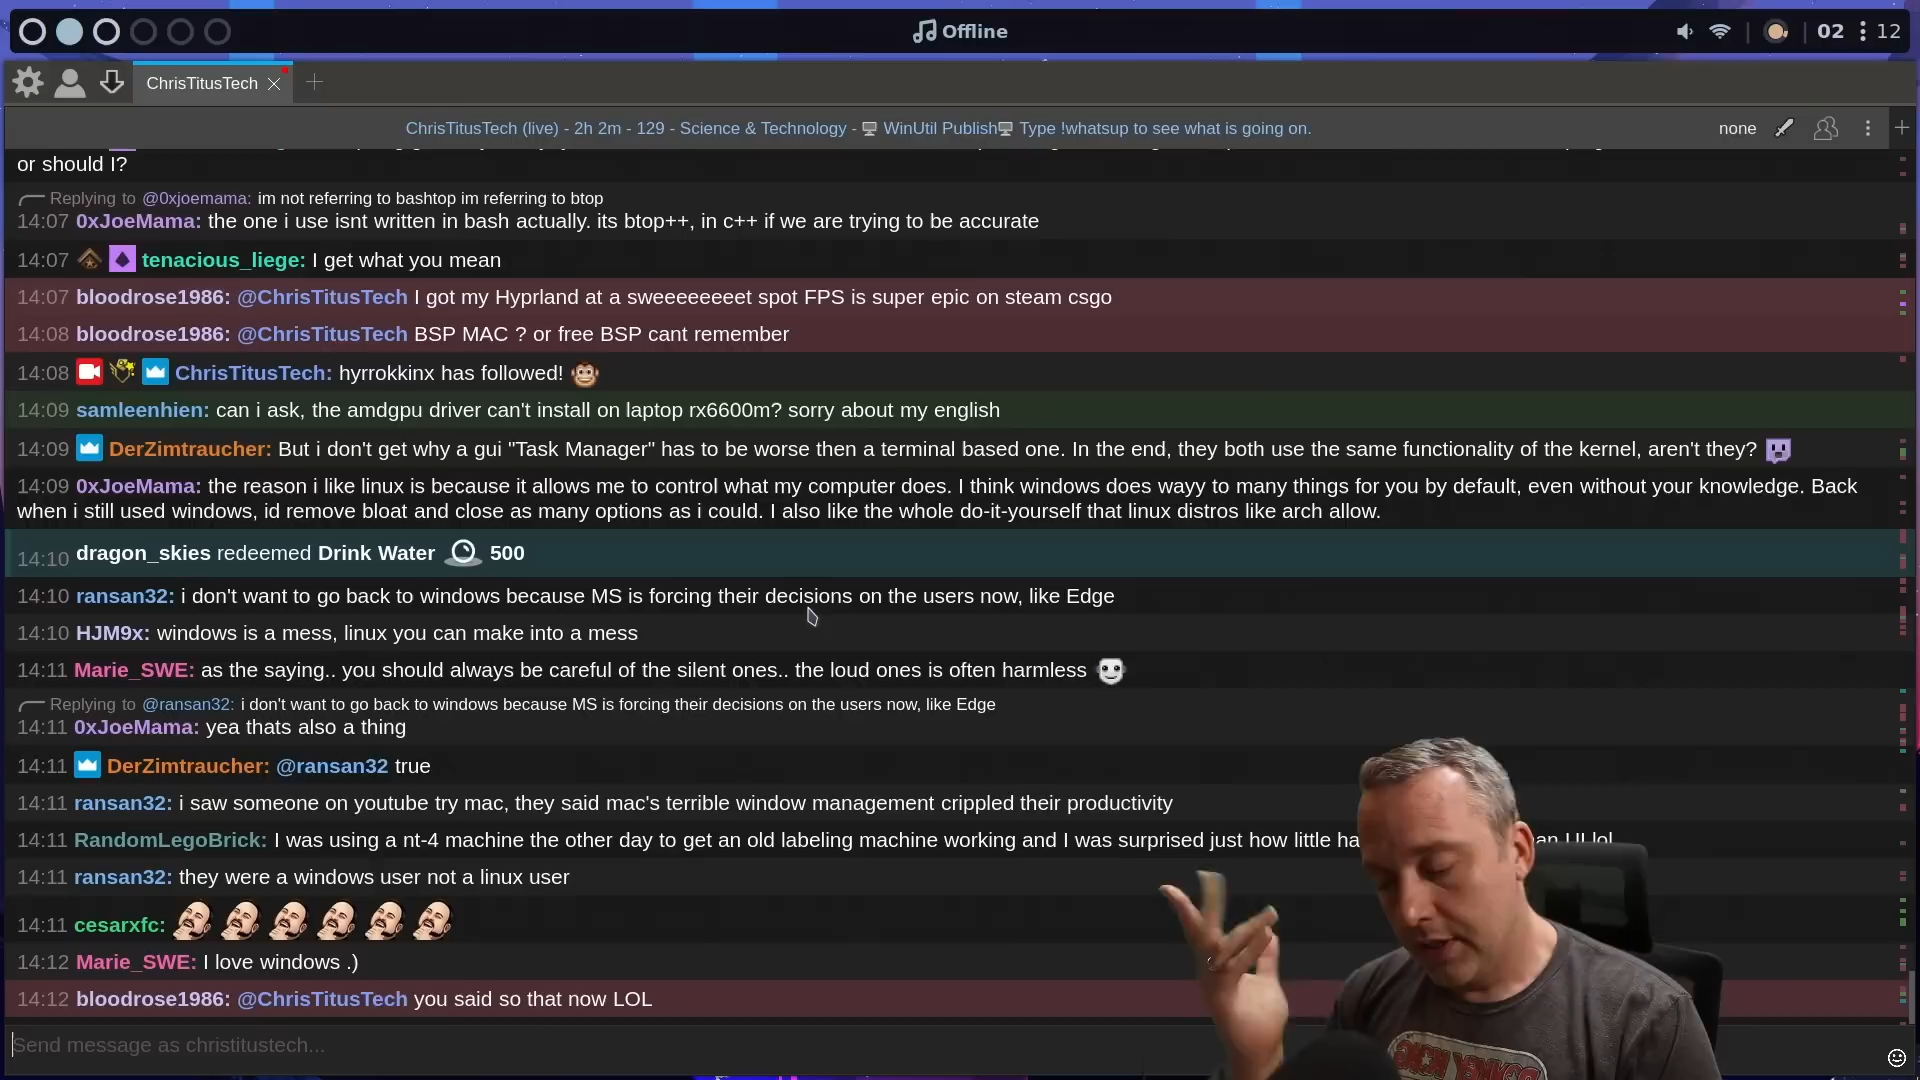 Offline
02
12
ChrisTitusTech
ChrisTitusTech (live) - 2h 2m - 129 - Science & Technology - 🖥 WinUtil Publish🖥 Type !whatsup to see what is going on.
none
or should I?
Replying to @0xjoemama: im not referring to bashtop im referring to btop
14:07 0xJoeMama: the one i use isnt written in bash actually. its btop++, in c++ if we are trying to be accurate
14:07 tenacious_liege: I get what you mean
14:07 bloodrose1986: @ChrisTitusTech I got my Hyprland at a sweeeeeeeet spot FPS is super epic on steam csgo
14:08 bloodrose1986: @ChrisTitusTech BSP MAC ? or free BSP cant remember
14:08 ChrisTitusTech: hyrrokkinx has followed!
14:09 samleenhien: can i ask, the amdgpu driver can't install on laptop rx6600m? sorry about my english
14:09 DerZimtraucher: But i don't get why a gui "Task Manager" has to be worse then a terminal based one. In the end, they both use the same functionality of the kernel, aren't they?
14:09 0xJoeMama: the reason i like linux is because it allows me to control what my computer does. I think windows does wayy to many things for you by default, even without your knowledge. Back
when i still used windows, id remove bloat and close as many options as i could. I also like the whole do-it-yourself that linux distros like arch allow.
14:10 dragon_skies redeemed Drink Water 500
14:10 ransan32: i don't want to go back to windows because MS is forcing their decisions on the users now, like Edge
14:10 HJM9x: windows is a mess, linux you can make into a mess
14:11 Marie_SWE: as the saying.. you should always be careful of the silent ones.. the loud ones is often harmless
Replying to @ransan32: i don't want to go back to windows because MS is forcing their decisions on the users now, like Edge
14:11 0xJoeMama: yea thats also a thing
14:11 DerZimtraucher: @ransan32 true
14:11 ransan32: i saw someone on youtube try mac, they said mac's terrible window management crippled their productivity
14:11 RandomLegoBrick: I was using a nt-4 machine the other day to get an old labeling machine working and I was surprised just how little ha UI lol
14:11 ransan32: they were a windows user not a linux user
14:11 cesarxfc:
14:12 Marie_SWE: I love windows .)
14:12 bloodrose1986: @ChrisTitusTech you said so that now LOL
Send message as christitustech...